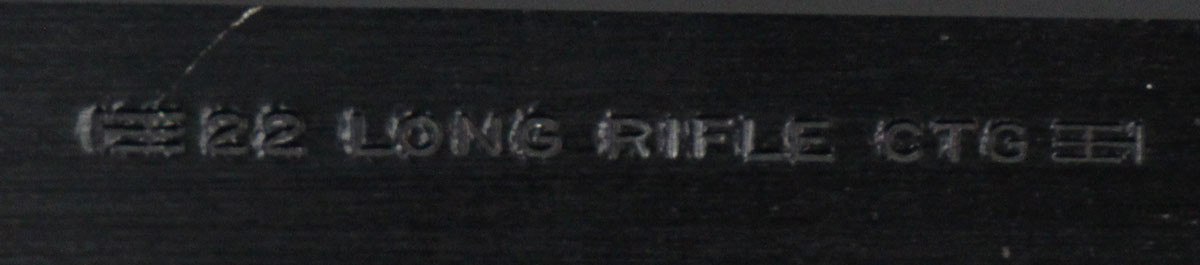 22 LONG RIFLE CTG